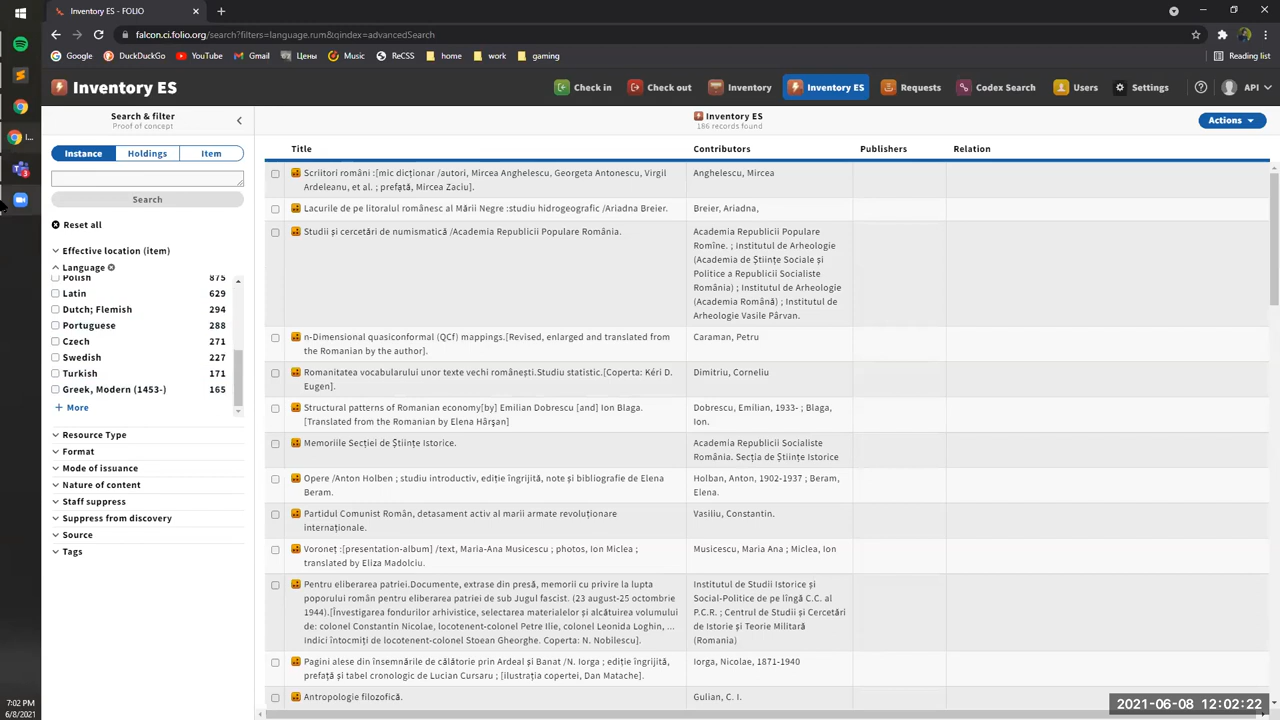 Inventory ES - FOLIO
falcon.ci.folio.org/search?filters=language.rum&qindex=advancedSearch
Google DuckDuckGo YouTube Gmail Цены Music ReCSS home work gaming Reading list
Inventory ES Check in Check out Inventory Inventory ES Requests Codex Search Users Settings API
Search & filter
Proof of concept
Inventory ES
186 records found
Actions
Instance Holdings Item
Search
Reset all
Effective location (item)
Language
Polish 875
Latin 629
Dutch; Flemish 294
Portuguese 288
Czech 271
Swedish 227
Turkish 171
Greek, Modern (1453-) 165
+ More
Resource Type
Format
Mode of issuance
Nature of content
Staff suppress
Suppress from discovery
Source
Tags
Title Contributors Publishers Relation
Scriitori români :[mic dicționar /autori, Mircea Anghelescu, Georgeta Antonescu, Virgil
Ardeleanu, et al. ; prefață, Mircea Zaciu].
Anghelescu, Mircea
Lacurile de pe litoralul românesc al Mării Negre :studiu hidrogeografic /Ariadna Breier.
Breier, Ariadna,
Studii și cercetări de numismatică /Academia Republicii Populare România.
Academia Republicii Populare
Romîne. ; Institutul de Arheologie
(Academia de Științe Sociale și
Politice a Republicii Socialiste
România) ; Institutul de Arheologie
(Academia Română) ; Institutul de
Arheologie Vasile Pârvan.
n-Dimensional quasiconformal (QCf) mappings.[Revised, enlarged and translated from
the Romanian by the author].
Caraman, Petru
Romanitatea vocabularului unor texte vechi românești.Studiu statistic.[Coperta: Kéri D.
Eugen].
Dimitriu, Corneliu
Structural patterns of Romanian economy[by] Emilian Dobrescu [and] Ion Blaga.
[Translated from the Romanian by Elena Hârșan]
Dobrescu, Emilian, 1933- ; Blaga,
Ion.
Memoriile Secției de Științe Istorice.
Academia Republicii Socialiste
România. Secția de Științe Istorice
Opere /Anton Holben ; studiu introductiv, ediție îngrijită, note și bibliografie de Elena
Beram.
Holban, Anton, 1902-1937 ; Beram,
Elena.
Partidul Comunist Român, detasament activ al marii armate revoluționare
internaționale.
Vasiliu, Constantin.
Voroneț :[presentation-album] /text, Maria-Ana Musicescu ; photos, Ion Miclea ;
translated by Eliza Madolciu.
Musicescu, Maria Ana ; Miclea, Ion
Pentru eliberarea patriei.Documente, extrase din presă, memorii cu privire la lupta
poporului român pentru eliberarea patriei de sub Jugul fascist. (23 august-25 octombrie
1944).[Învestigarea fondurilor arhivistice, selectarea materialelor și alcătuirea volumului
de: colonel Constantin Nicolae, locotenent-colonel Petre Ilie, colonel Leonida Loghin, ...
Indici întocmiți de locotenent-colonel Stoean Gheorghe. Coperta: N. Nobilescu].
Institutul de Studii Istorice și
Social-Politice de pe lîngă C.C. al
P.C.R. ; Centrul de Studii și Cercetări
de Istorie și Teorie Militară
(Romania)
Pagini alese din însemnările de călătorie prin Ardeal și Banat /N. Iorga ; ediție îngrijită,
prefață și tabel cronologic de Lucian Cursaru ; [ilustrația copertei, Dan Matache].
Iorga, Nicolae, 1871-1940
Antropologie filozofică.
Gulian, C. I.
7:02 PM
6/8/2021
2021-06-08 12:02:22